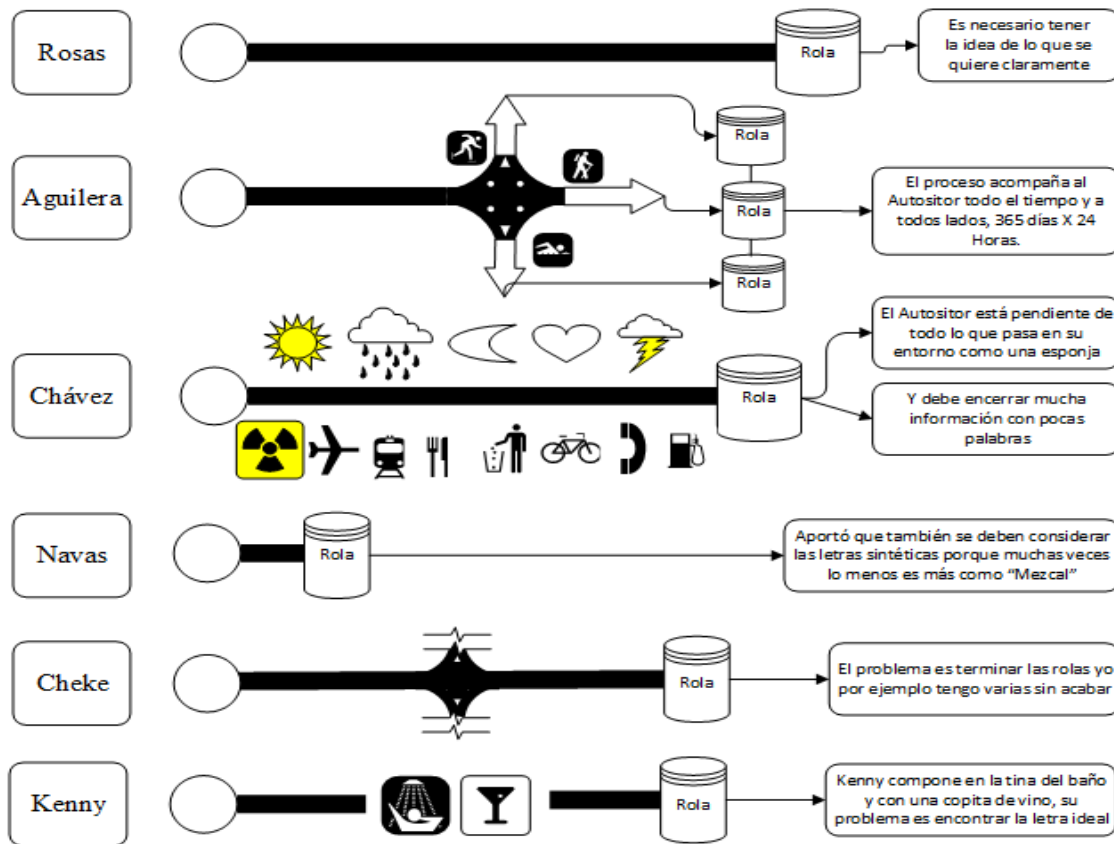 Rosas
Rola
Es necesario tener
la idea de lo que se
quiere claramente
Aguilera
Rola
Rola
Rola
El proceso acompaña al
Autositor todo el tiempo y a
todos lados, 365 días X 24
Horas.
Chávez
Rola
El Autositor está pendiente de
todo lo que pasa en su
entorno como una esponja
Y debe encerrar mucha
información con pocas
palabras
Navas
Rola
Aportó que también se deben considerar
las letras sintéticas porque muchas veces
lo menos es más como “Mezcal”
Cheke
Rola
El problema es terminar las rolas yo
por ejemplo tengo varias sin acabar
Kenny
Rola
Kenny compone en la tina del baño
y con una copita de vino, su
problema es encontrar la letra ideal